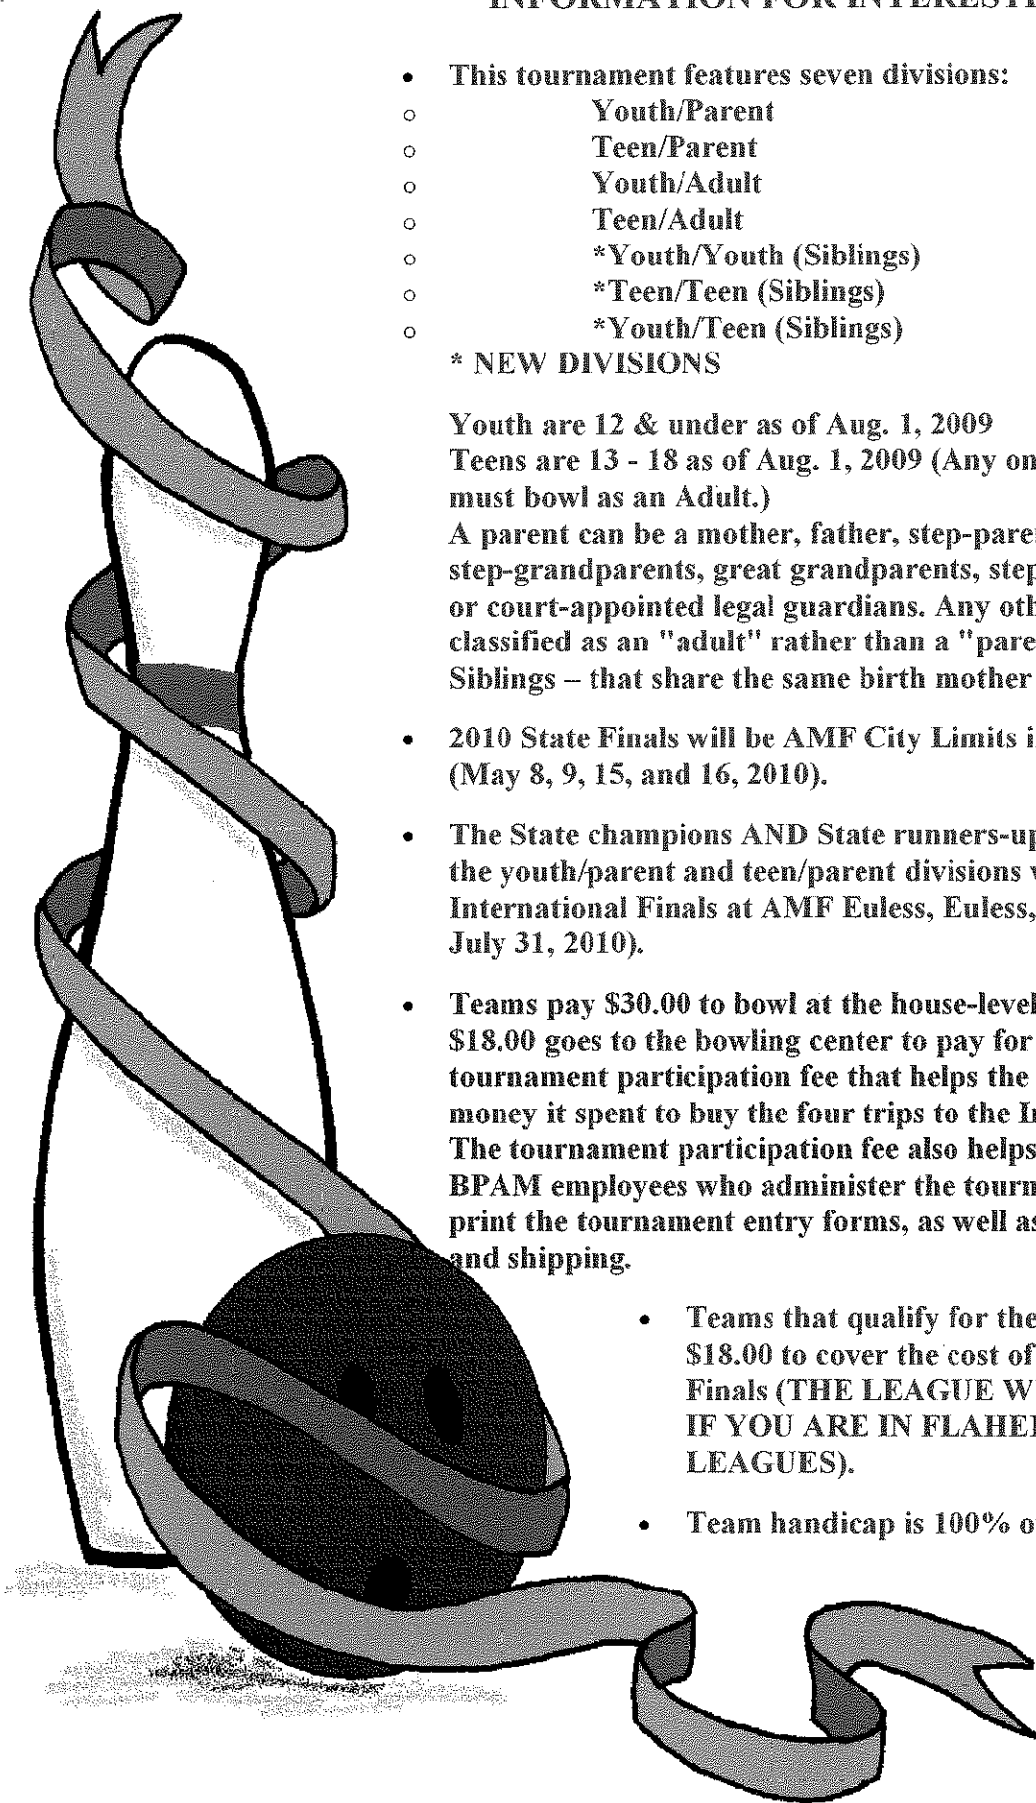 INFORMATION FOR
• This tournament features seven divisions:
○ Youth/Parent
○ Teen/Parent
○ Youth/Adult
○ Teen/Adult
○ *Youth/Youth (Siblings)
○ *Teen/Teen (Siblings)
○ *Youth/Teen (Siblings)
* NEW DIVISIONS
Youth are 12 & under as of Aug. 1, 2009
Teens are 13 - 18 as of Aug. 1, 2009 (Any on
must bowl as an Adult.)
A parent can be a mother, father, step-pare
step-grandparents, great grandparents, step
or court-appointed legal guardians. Any oth
classified as an "adult" rather than a "pare
Siblings – that share the same birth mother
• 2010 State Finals will be AMF City Limits i
(May 8, 9, 15, and 16, 2010).
• The State champions AND State runners-up
the youth/parent and teen/parent divisions
International Finals at AMF Euless, Euless,
July 31, 2010).
• Teams pay $30.00 to bowl at the house-level
$18.00 goes to the bowling center to pay for
tournament participation fee that helps the
money it spent to buy the four trips to the
The tournament participation fee also helps
BPAM employees who administer the tourn
print the tournament entry forms, as well as
and shipping.
• Teams that qualify for the
$18.00 to cover the cost of
Finals (THE LEAGUE W
IF YOU ARE IN FLAHE
LEAGUES).
• Team handicap is 100% o